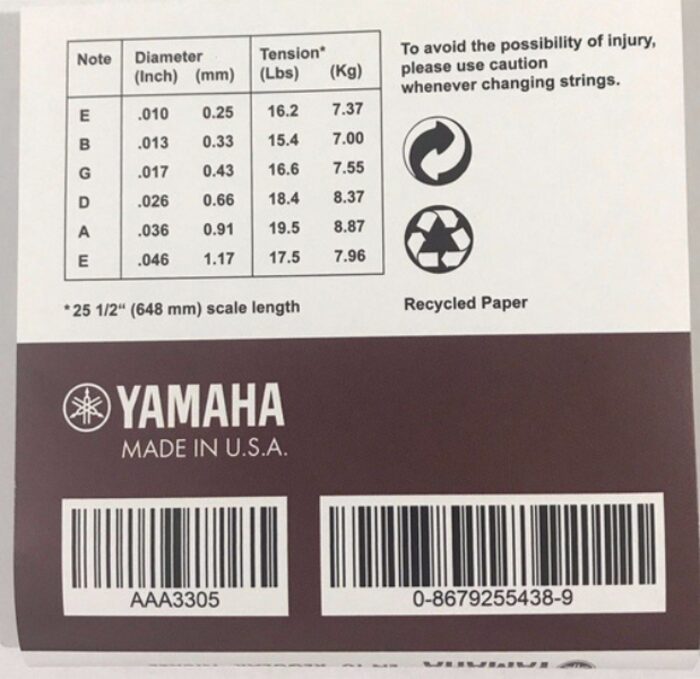 Note Diameter (Inch) (mm) Tension* (Lbs) (Kg)
E .010 0.25 16.2 7.37
B .013 0.33 15.4 7.00
G .017 0.43 16.6 7.55
D .026 0.66 18.4 8.37
A .036 0.91 19.5 8.87
E .046 1.17 17.5 7.96
*25 1/2“ (648 mm) scale length
To avoid the possibility of injury,
please use caution
whenever changing strings.
Recycled Paper
YAMAHA
MADE IN U.S.A.
AAA3305
0-8679255438-9
YAMAHA